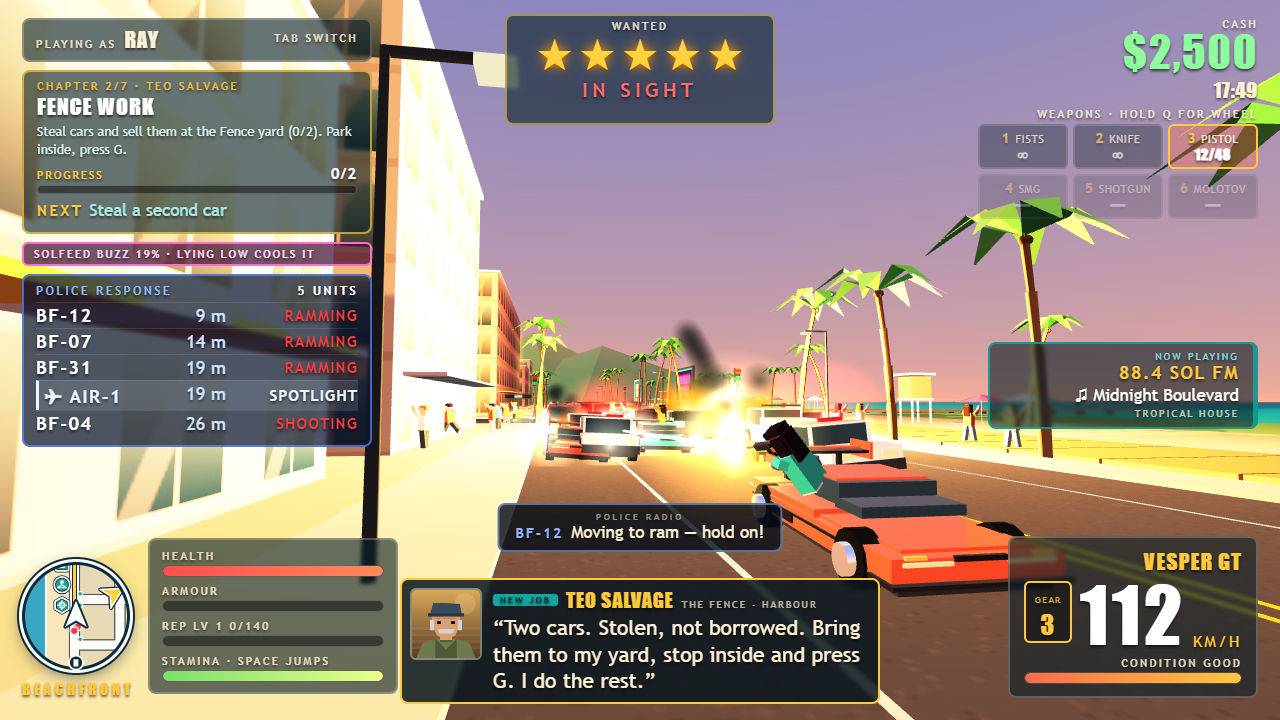 PLAYING AS RAY TAB SWITCH
CHAPTER 2/7 · TEO SALVAGE
FENCE WORK
Steal cars and sell them at the Fence yard (0/2). Park
inside, press G.
PROGRESS 0/2
NEXT Steal a second car
SOLFEED BUZZ 19% · LYING LOW COOLS IT
POLICE RESPONSE 5 UNITS
BF-12 9 m RAMMING
BF-07 14 m RAMMING
BF-31 19 m RAMMING
AIR-1 19 m SPOTLIGHT
BF-04 26 m SHOOTING
WANTED
IN SIGHT
CASH
$2,500
17:49
WEAPONS · HOLD Q FOR WHEEL
1 FISTS 2 KNIFE 3 PISTOL
∞ ∞ 12/48
4 SMG 5 SHOTGUN 6 MOLOTOV
— — —
NOW PLAYING
88.4 SOL FM
♫ Midnight Boulevard
TROPICAL HOUSE
POLICE RADIO
BF-12 Moving to ram — hold on!
BEACHFRONT
HEALTH
ARMOUR
REP LV 1 0/140
STAMINA · SPACE JUMPS
NEW JOB TEO SALVAGE THE FENCE · HARBOUR
“Two cars. Stolen, not borrowed. Bring
them to my yard, stop inside and press
G. I do the rest.”
VESPER GT
GEAR
3
112 KM/H
CONDITION GOOD